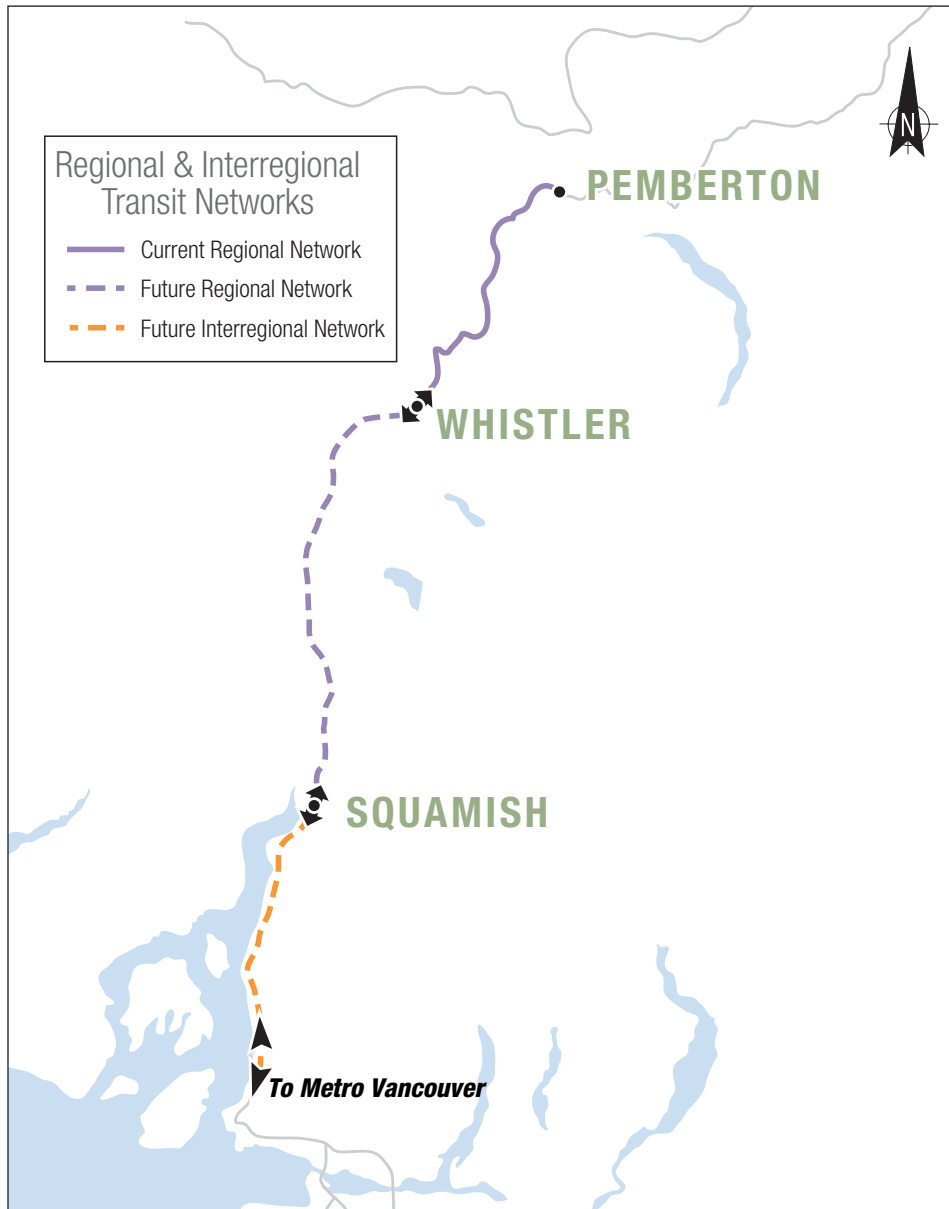 N
Regional & Interregional
Transit Networks
Current Regional Network
Future Regional Network
Future Interregional Network
PEMBERTON
WHISTLER
SQUAMISH
To Metro Vancouver